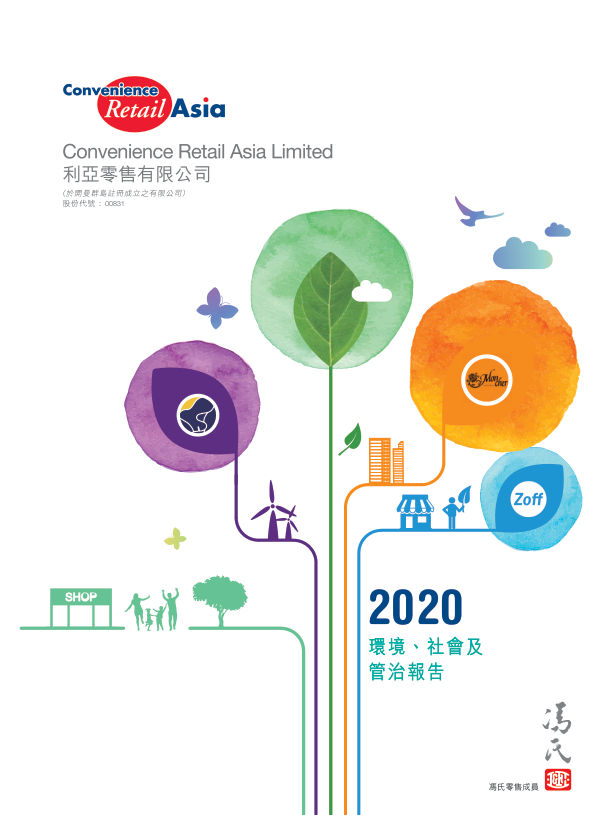 Convenience
Retail Asia
Convenience Retail Asia Limited
利亞零售有限公司
(於開曼群島註冊成立之有限公司)
股份代號：00831
Mon
cher
Zoff
SHOP
2020
環境、社會及
管治報告
馮氏
馮氏零售成員